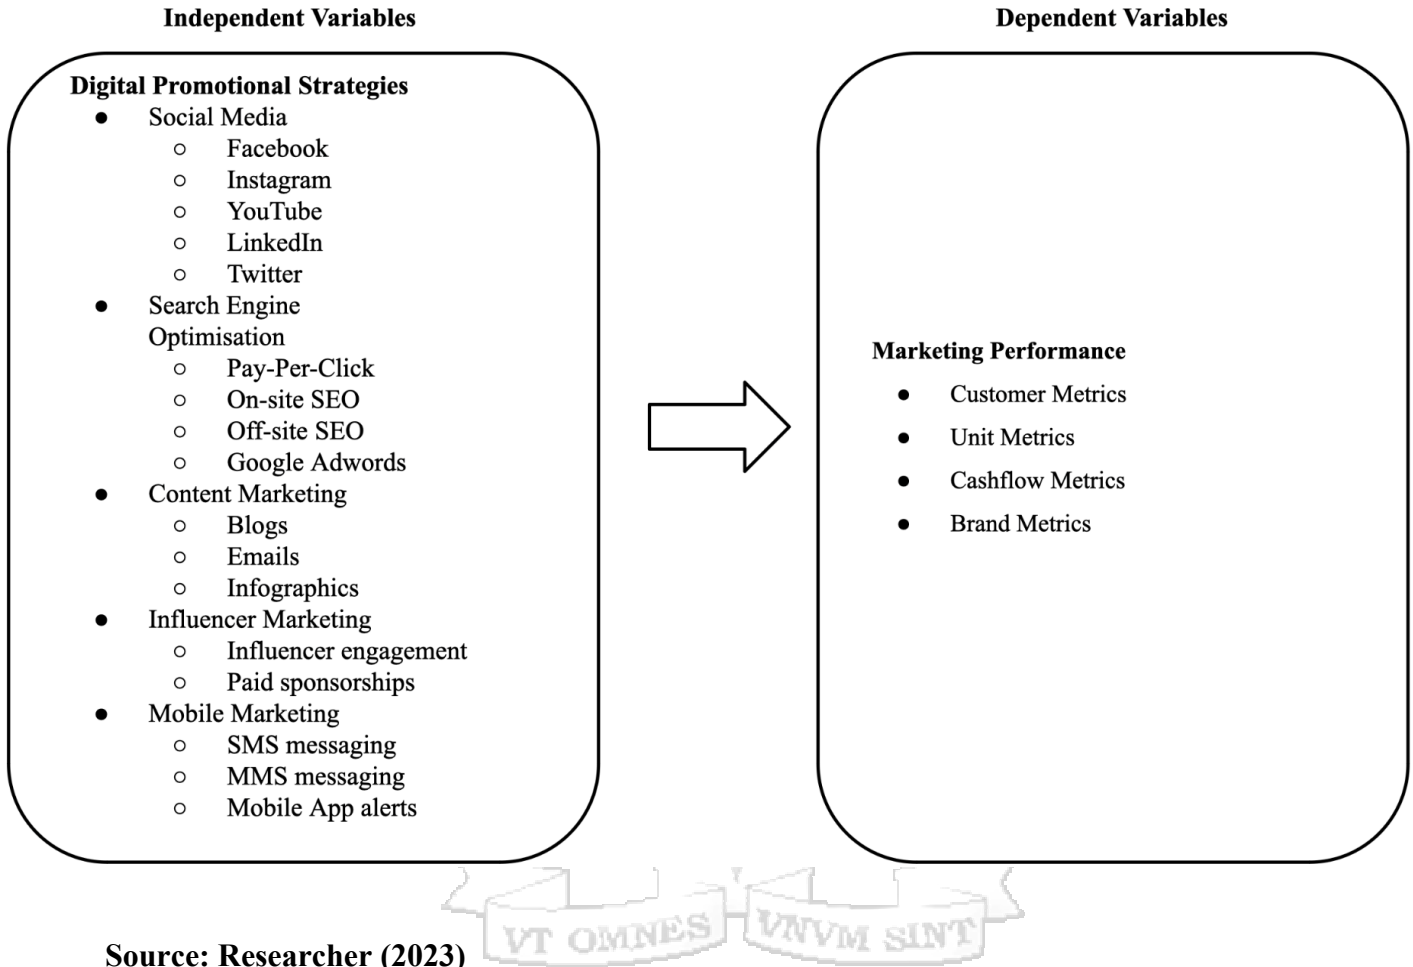 Independent Variables
Dependent Variables
Digital Promotional Strategies
● Social Media
○ Facebook
○ Instagram
○ YouTube
○ LinkedIn
○ Twitter
● Search Engine
Optimisation
○ Pay-Per-Click
○ On-site SEO
○ Off-site SEO
○ Google Adwords
● Content Marketing
○ Blogs
○ Emails
○ Infographics
● Influencer Marketing
○ Influencer engagement
○ Paid sponsorships
● Mobile Marketing
○ SMS messaging
○ MMS messaging
○ Mobile App alerts
Marketing Performance
● Customer Metrics
● Unit Metrics
● Cashflow Metrics
● Brand Metrics
VT OMNES VNVM SINT
Source: Researcher (2023)